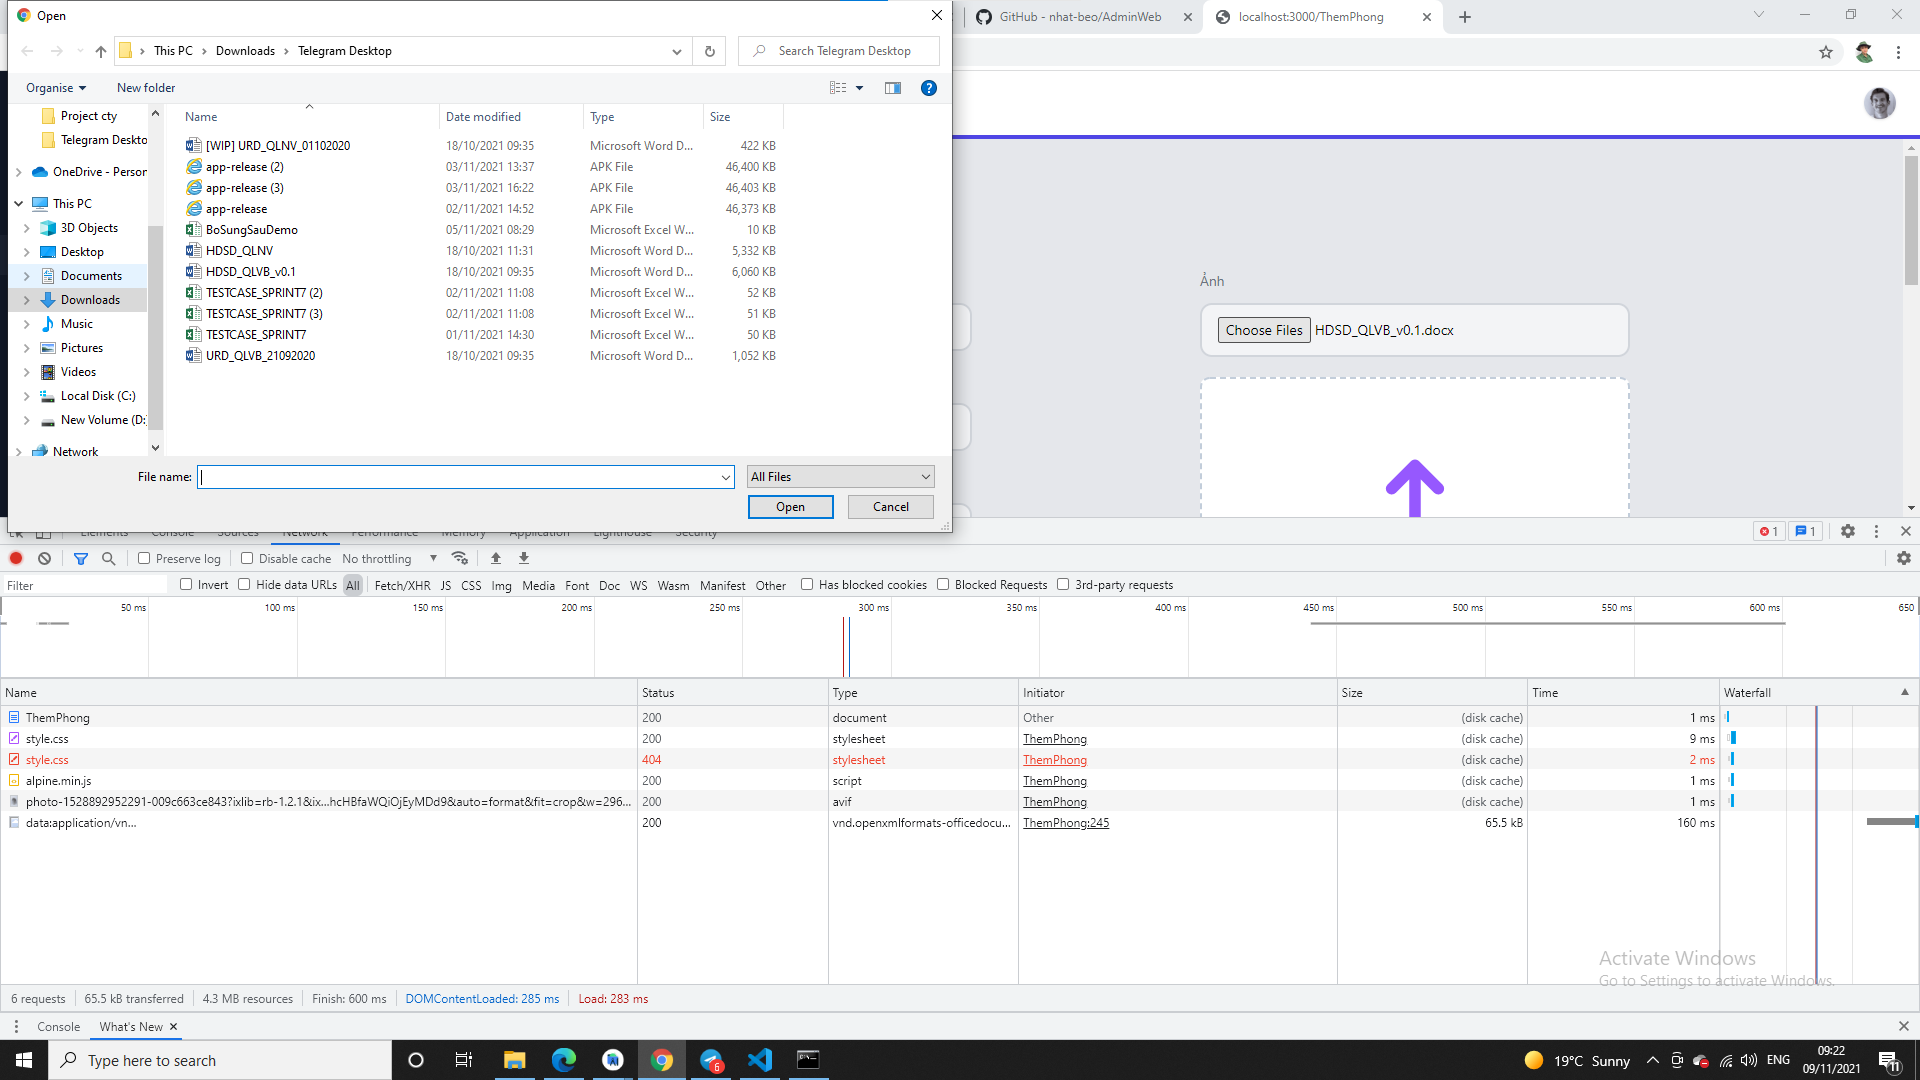 Open
GitHub - nhat-beo/AdminWeb
localhost:3000/ThemPhong
This PC
Downloads
Telegram Desktop
Search Telegram Desktop
Organise
New folder
Project cty
Telegram Deskto
OneDrive - Person
This PC
3D Objects
Desktop
Documents
Downloads
Music
Pictures
Videos
Local Disk (C:)
New Volume (D:
Network
Name Date modified Type Size
[WIP] URD_QLNV_01102020 18/10/2021 09:35 Microsoft Word D... 422 KB
app-release (2) 03/11/2021 13:37 APK File 46,400 KB
app-release (3) 03/11/2021 16:22 APK File 46,403 KB
app-release 02/11/2021 14:52 APK File 46,373 KB
BoSungSauDemo 05/11/2021 08:29 Microsoft Excel W... 10 KB
HDSD_QLNV 18/10/2021 11:31 Microsoft Word D... 5,332 KB
HDSD_QLVB_v0.1 18/10/2021 09:35 Microsoft Word D... 6,060 KB
TESTCASE_SPRINT7 (2) 02/11/2021 11:08 Microsoft Excel W... 52 KB
TESTCASE_SPRINT7 (3) 02/11/2021 11:08 Microsoft Excel W... 51 KB
TESTCASE_SPRINT7 01/11/2021 14:30 Microsoft Excel W... 50 KB
URD_QLVB_21092020 18/10/2021 09:35 Microsoft Word D... 1,052 KB
File name:
All Files
Open Cancel
Ảnh
Choose Files HDSD_QLVB_v0.1.docx
Elements Console Sources Network Performance Memory Application Lighthouse Security
1 1
Preserve log Disable cache No throttling
Filter Invert Hide data URLs All Fetch/XHR JS CSS Img Media Font Doc WS Wasm Manifest Other Has blocked cookies Blocked Requests 3rd-party requests
50 ms 100 ms 150 ms 200 ms 250 ms 300 ms 350 ms 400 ms 450 ms 500 ms 550 ms 600 ms 650
Name Status Type Initiator Size Time Waterfall
ThemPhong 200 document Other (disk cache) 1 ms
style.css 200 stylesheet ThemPhong (disk cache) 9 ms
style.css 404 stylesheet ThemPhong (disk cache) 2 ms
alpine.min.js 200 script ThemPhong (disk cache) 1 ms
photo-1528892952291-009c663ce843?ixlib=rb-1.2.1&ix...hcHBfaWQiOjEyMDd9&auto=format&fit=crop&w=296... 200 avif ThemPhong (disk cache) 1 ms
data:application/vn... 200 vnd.openxmlformats-officedocu... ThemPhong:245 65.5 kB 160 ms
Activate Windows
Go to Settings to activate Windows.
6 requests 65.5 kB transferred 4.3 MB resources Finish: 600 ms DOMContentLoaded: 285 ms Load: 283 ms
Console What's New
Type here to search
6
19°C Sunny
ENG
09:22
09/11/2021
11